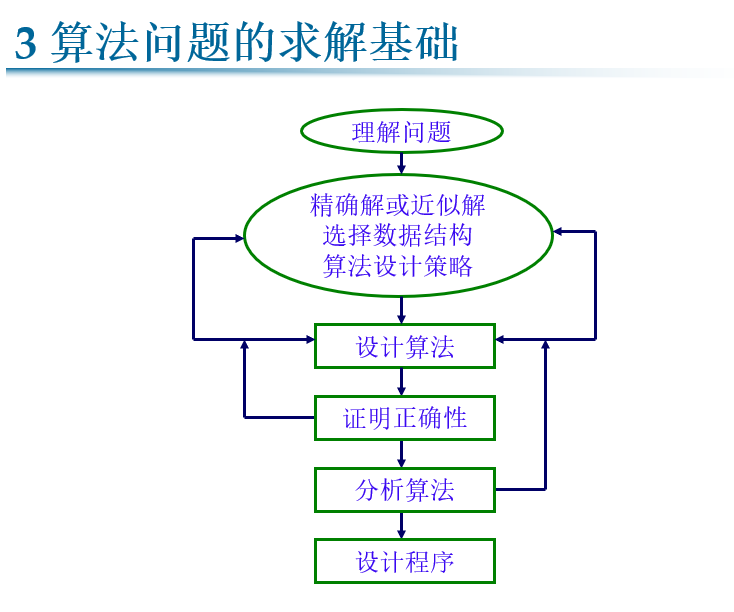 3 算法问题的求解基础
理解问题
精确解或近似解
选择数据结构
算法设计策略
设计算法
证明正确性
分析算法
设计程序